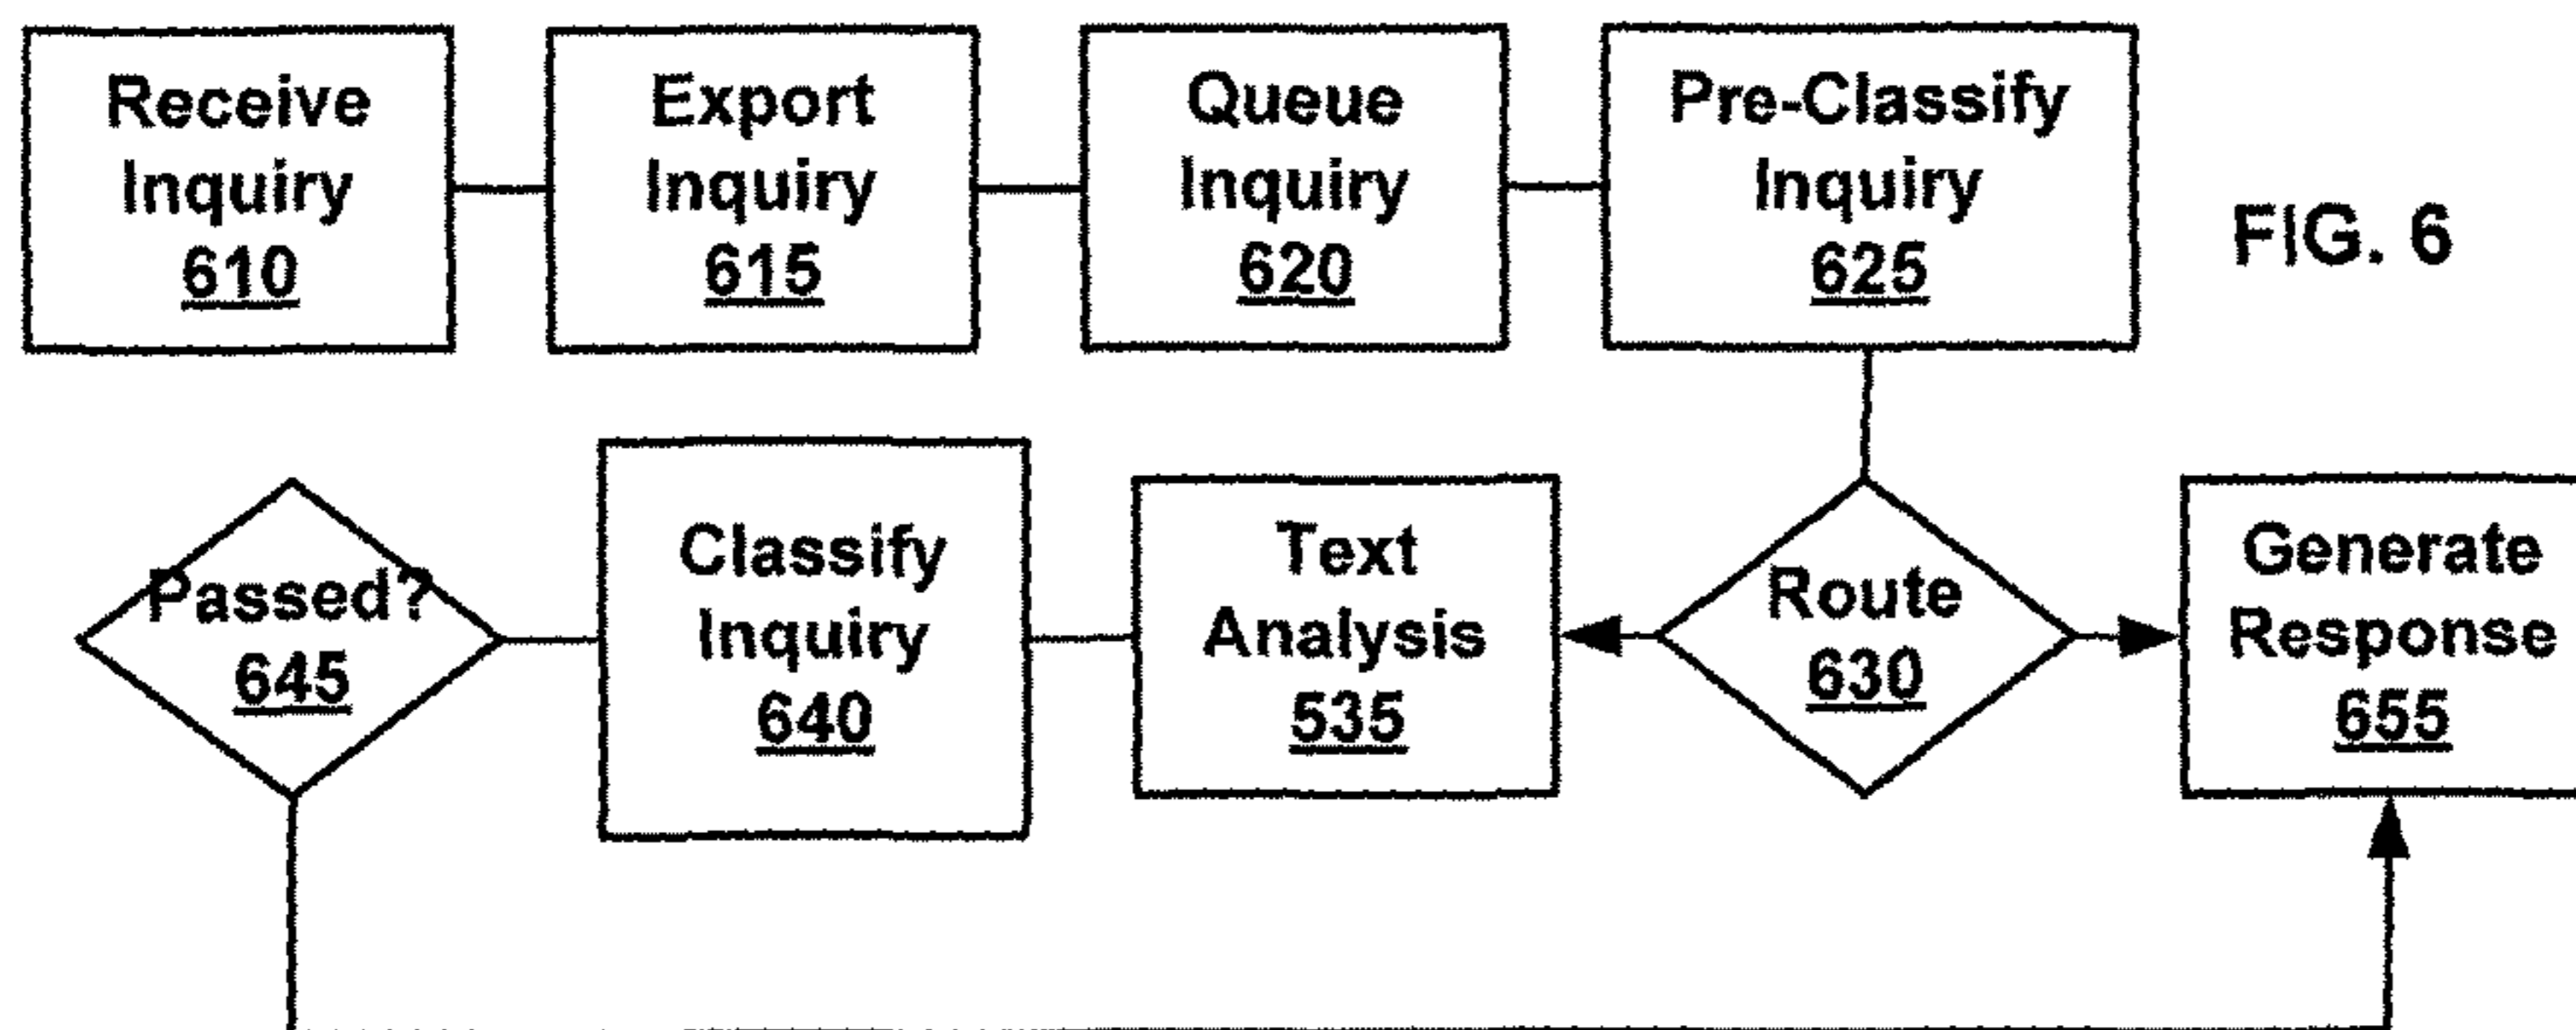 Receive
Inquiry
610
Export
Inquiry
615
Queue
Inquiry
620
Pre-Classify
Inquiry
625
FIG. 6
Passed?
645
Classify
Inquiry
640
Text
Analysis
535
Route
630
Generate
Response
655